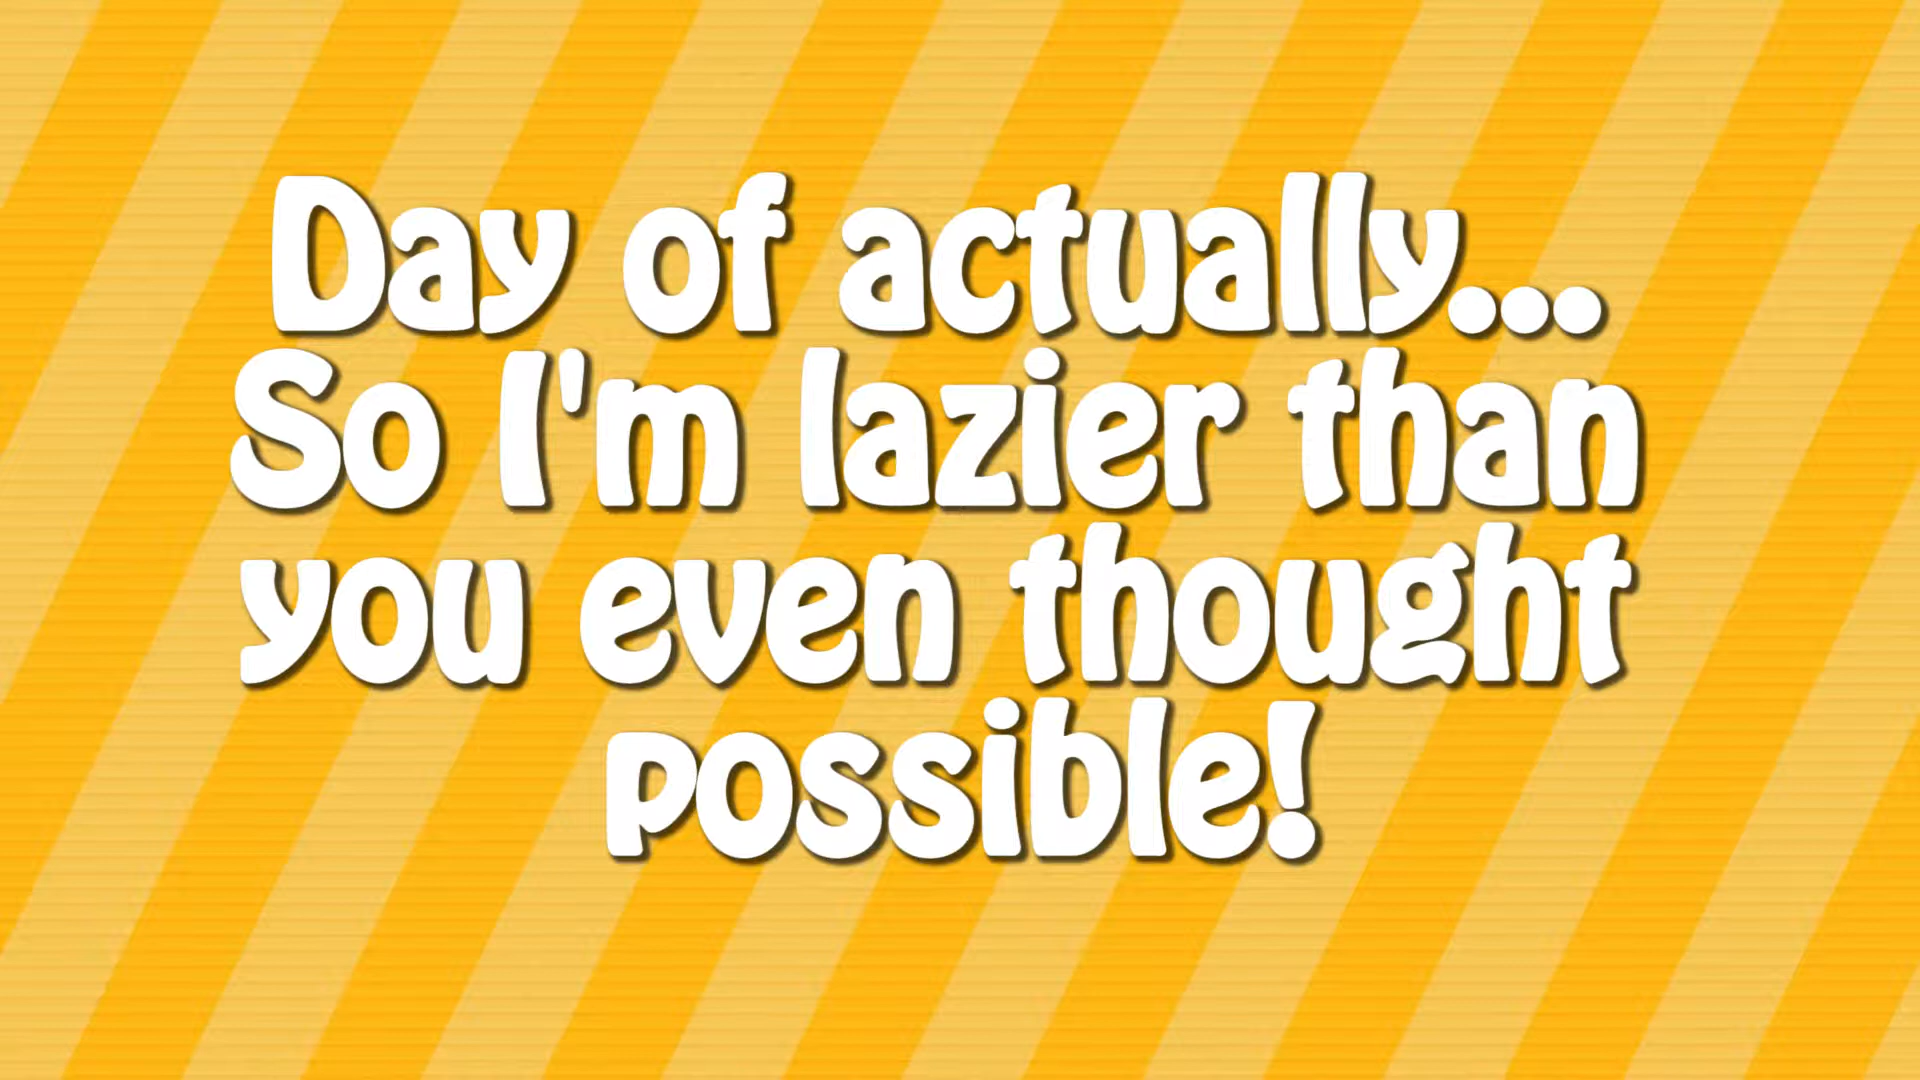 Day of actually...
So I'm lazier than
you even thought
possible!